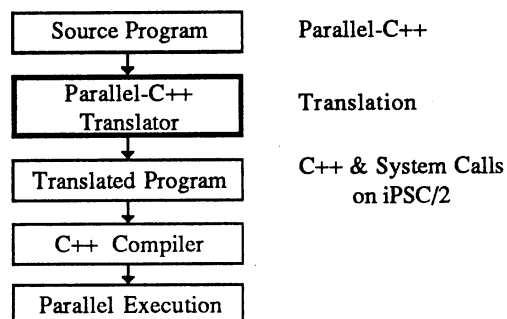 Source Program
Parallel-C++
Parallel-C++
Translator
Translation
Translated Program
C++ & System Calls
on iPSC/2
C++ Compiler
Parallel Execution